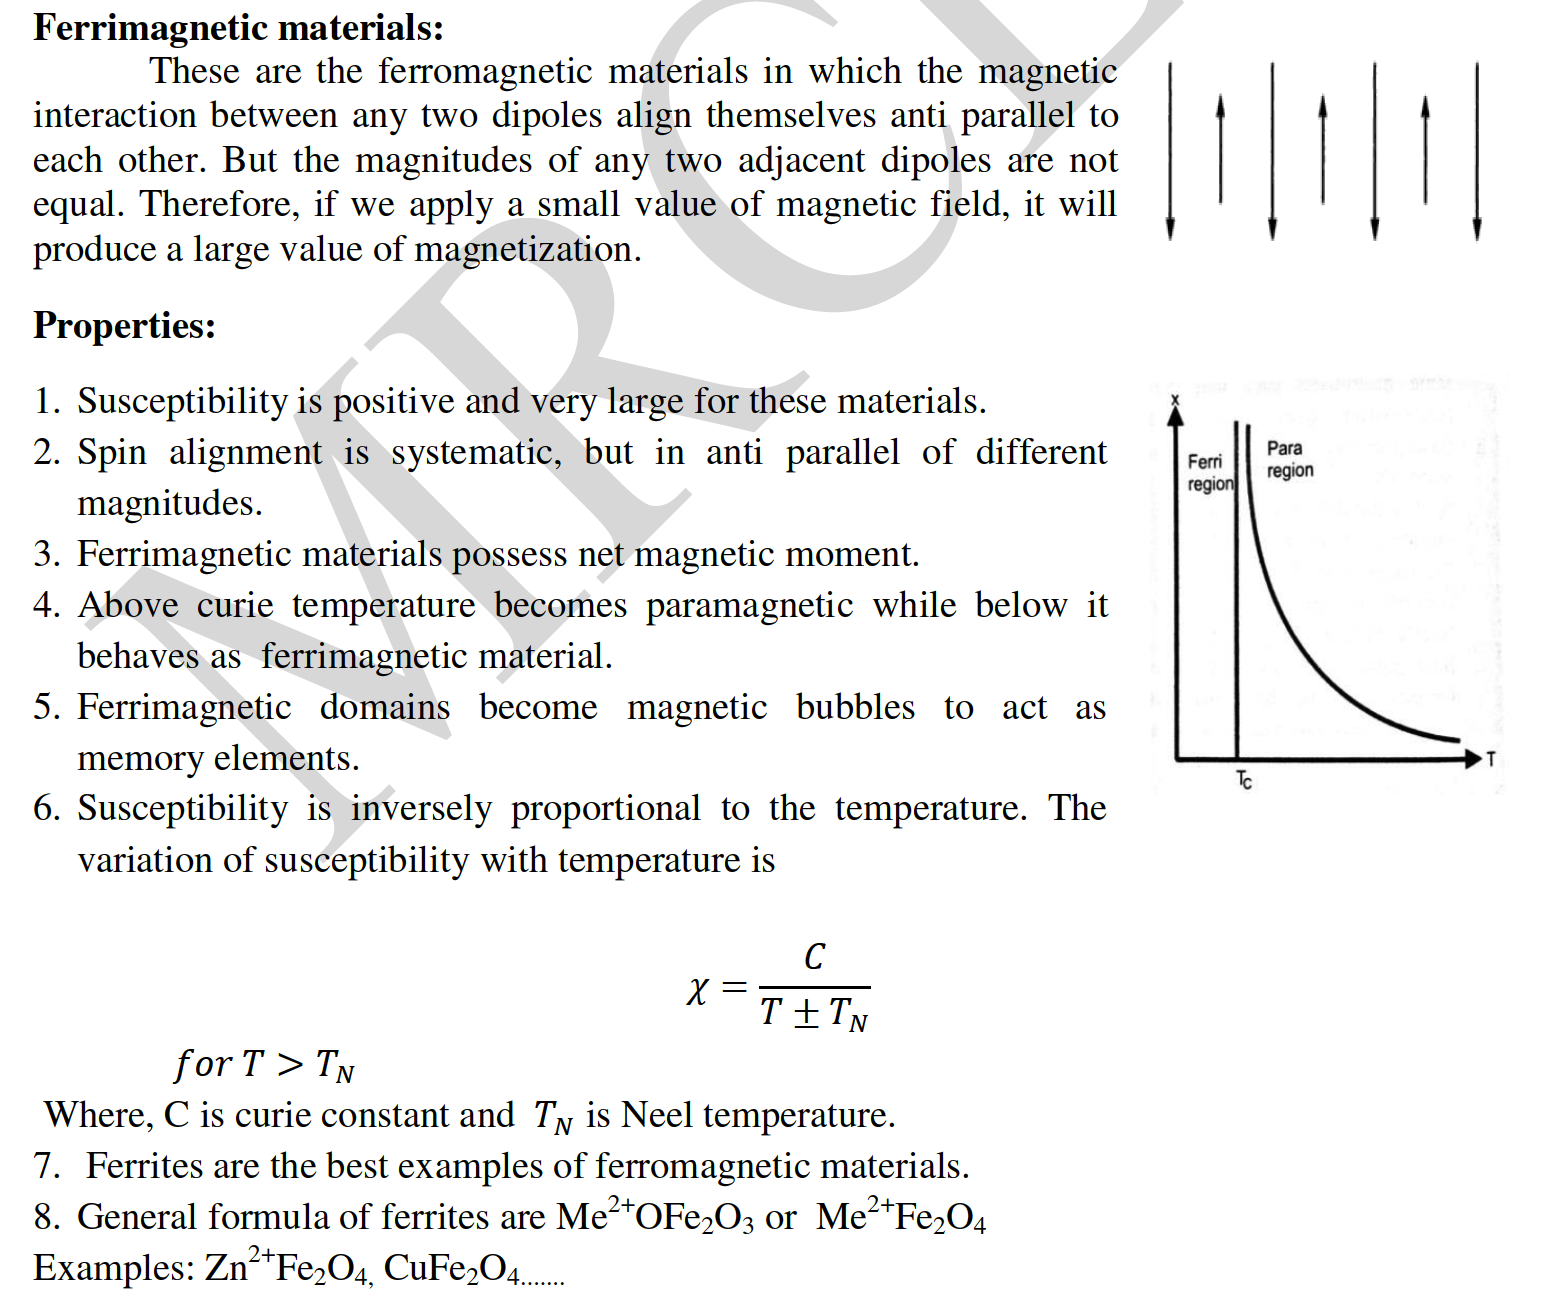 Ferrimagnetic materials:
These are the ferromagnetic materials in which the magnetic
interaction between any two dipoles align themselves anti parallel to
each other. But the magnitudes of any two adjacent dipoles are not
equal. Therefore, if we apply a small value of magnetic field, it will
produce a large value of magnetization.
Properties:
1. Susceptibility is positive and very large for these materials.
2. Spin alignment is systematic, but in anti parallel of different
magnitudes.
3. Ferrimagnetic materials possess net magnetic moment.
4. Above curie temperature becomes paramagnetic while below it
behaves as ferrimagnetic material.
5. Ferrimagnetic domains become magnetic bubbles to act as
memory elements.
6. Susceptibility is inversely proportional to the temperature. The
variation of susceptibility with temperature is
x
Ferri
region
Para
region
T
T_C
χ = C / (T ± T_N)
for T > T_N
Where, C is curie constant and T_N is Neel temperature.
7. Ferrites are the best examples of ferromagnetic materials.
8. General formula of ferrites are Me²⁺OFe₂O₃ or Me²⁺Fe₂O₄
Examples: Zn²⁺Fe₂O₄, CuFe₂O₄.......